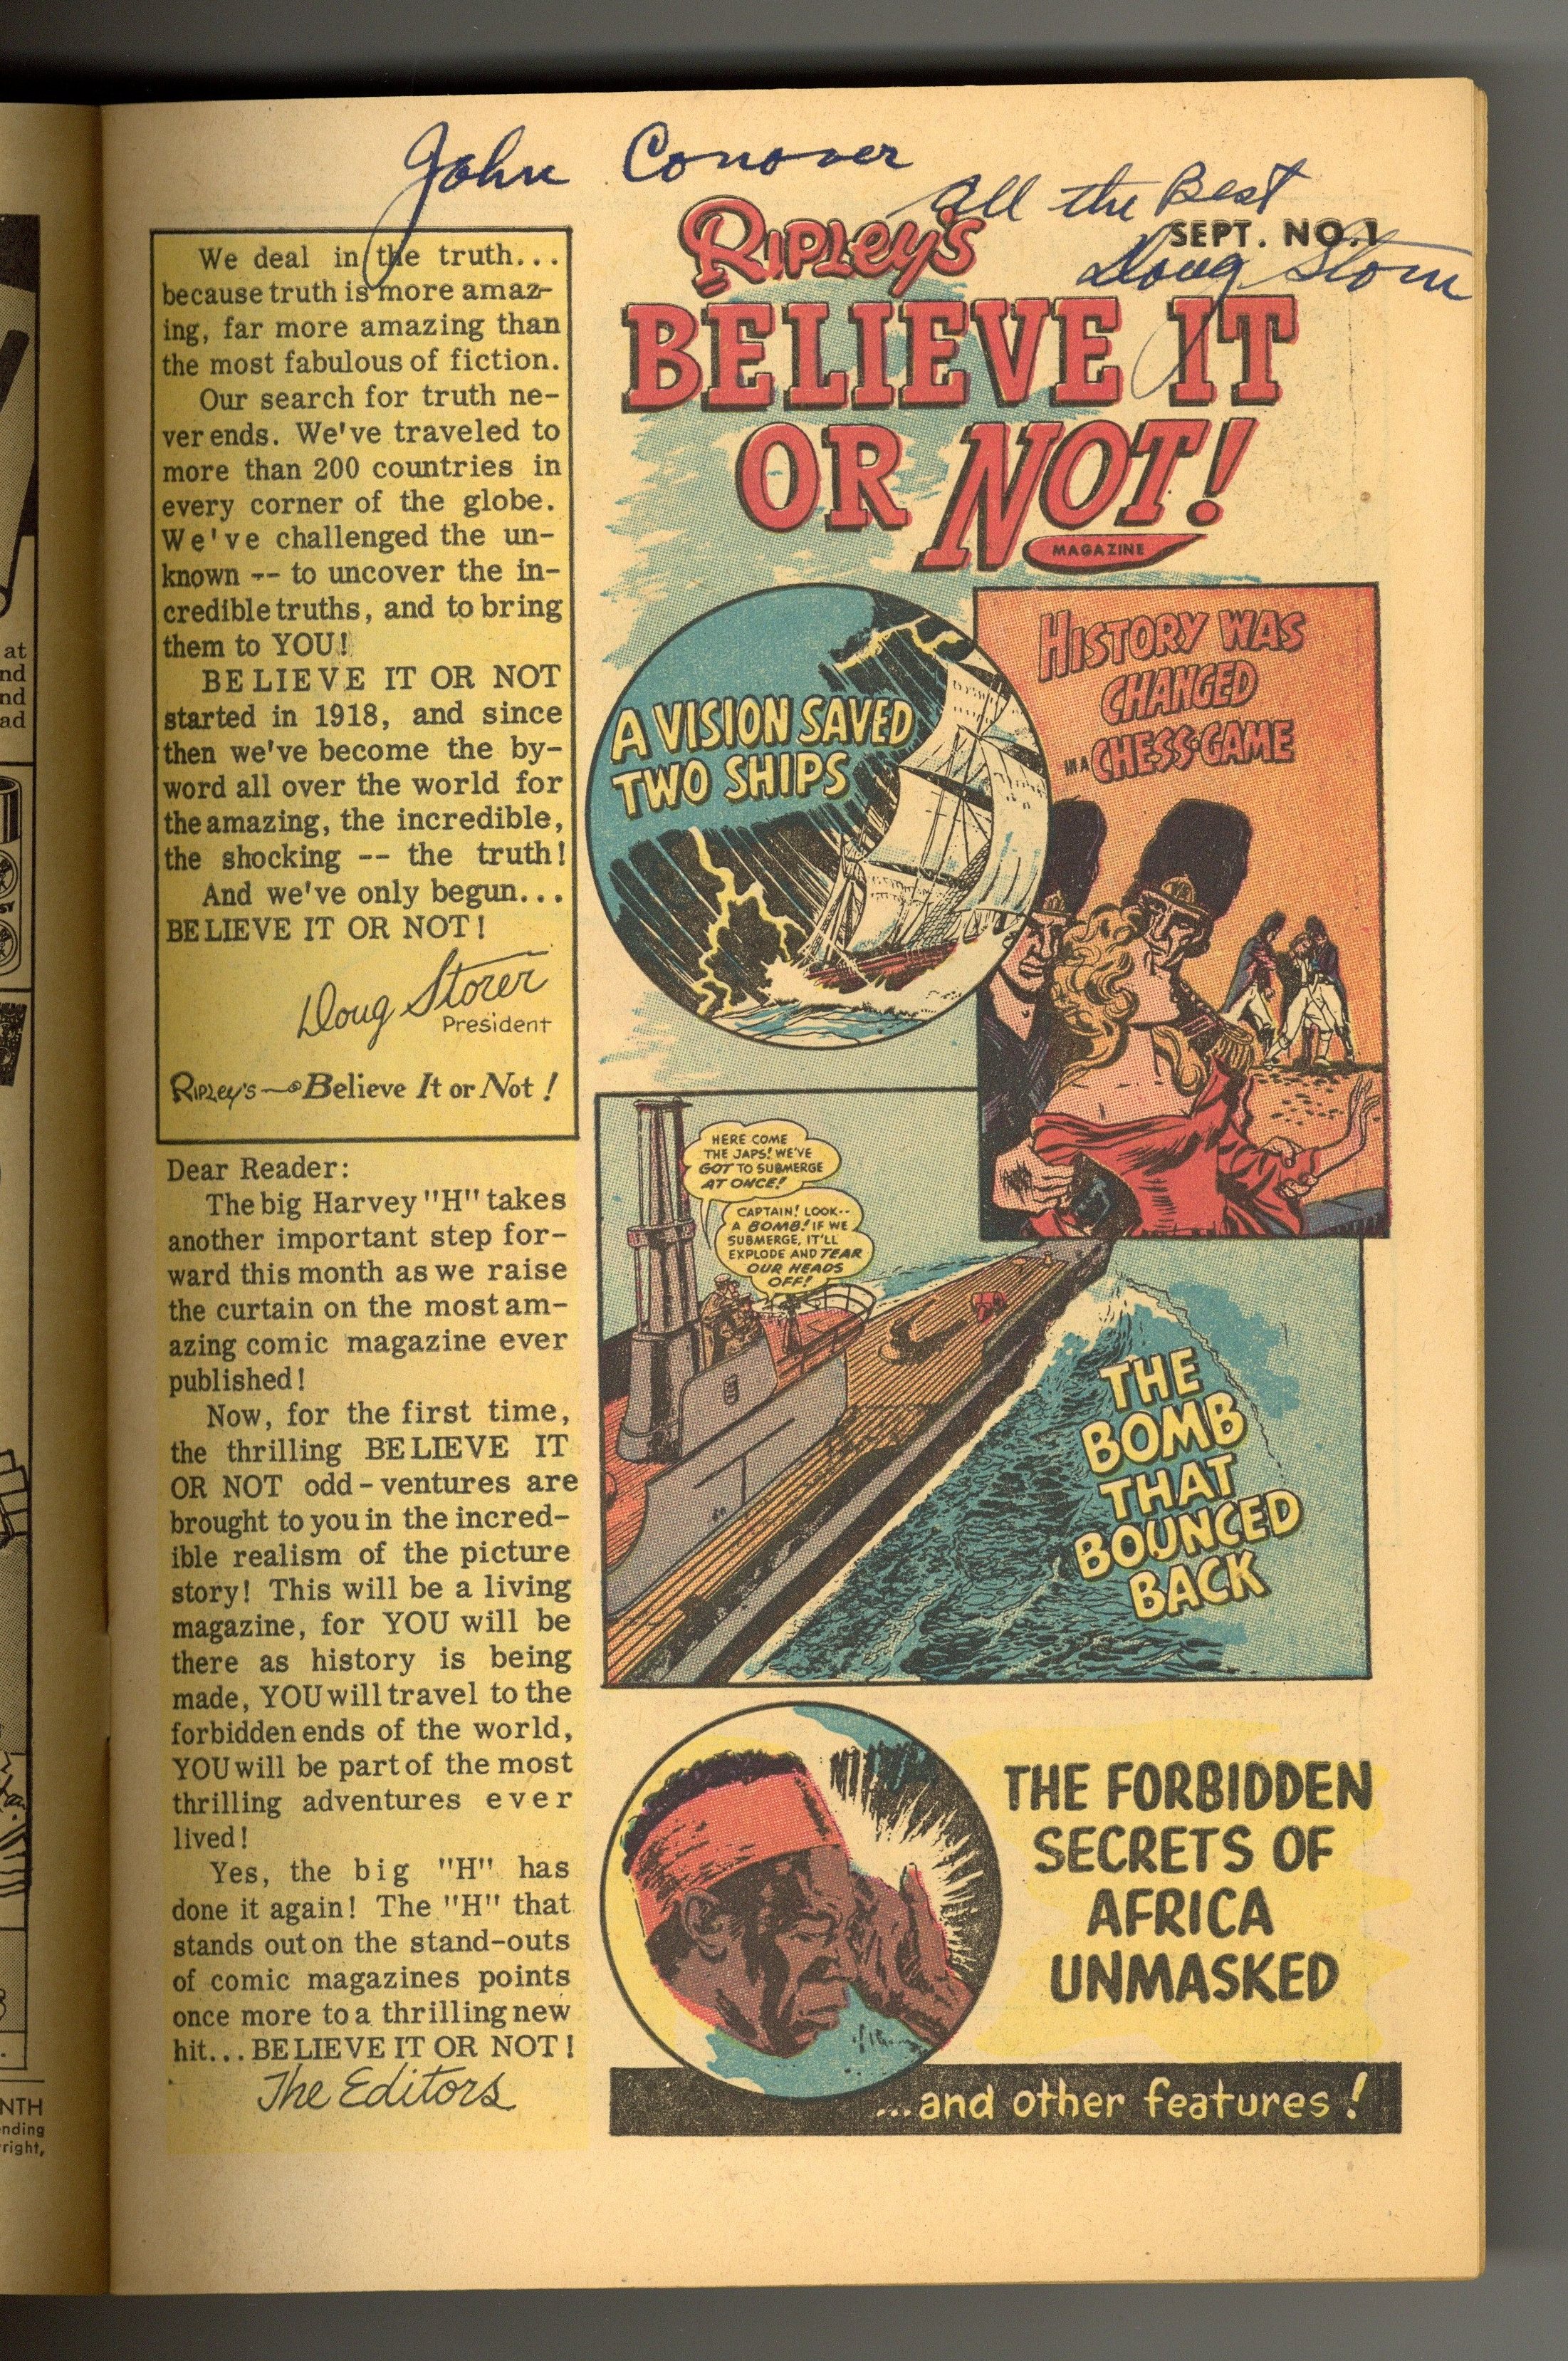 John Conover
All the Best
Doug Storer
We deal in the truth...
because truth is more amaz-
ing, far more amazing than
the most fabulous of fiction.
Our search for truth ne-
ver ends. We've traveled to
more than 200 countries in
every corner of the globe.
We've challenged the un-
known -- to uncover the in-
credible truths, and to bring
them to YOU!
BELIEVE IT OR NOT
started in 1918, and since
then we've become the by-
word all over the world for
the amazing, the incredible,
the shocking -- the truth!
And we've only begun...
BELIEVE IT OR NOT!
Doug Storer
President
RIPLEY'S Believe It or Not!
Dear Reader:
The big Harvey "H" takes
another important step for-
ward this month as we raise
the curtain on the most am-
azing comic magazine ever
published!
Now, for the first time,
the thrilling BELIEVE IT
OR NOT odd-ventures are
brought to you in the incred-
ible realism of the picture
story! This will be a living
magazine, for YOU will be
there as history is being
made, YOU will travel to the
forbidden ends of the world,
YOU will be part of the most
thrilling adventures ever
lived!
Yes, the big "H" has
done it again! The "H" that
stands out on the stand-outs
of comic magazines points
once more to a thrilling new
hit... BELIEVE IT OR NOT!
The Editors
RIPLEY'S
SEPT. NO.1
BELIEVE IT
OR NOT!
MAGAZINE
A VISION SAVED
TWO SHIPS
HISTORY WAS
CHANGED
IN A CHESS-GAME
HERE COME
THE JAPS! WE'VE
GOT TO SUBMERGE
AT ONCE!
CAPTAIN! LOOK--
A BOMB! IF WE
SUBMERGE, IT'LL
EXPLODE AND TEAR
OUR HEADS
OFF!
THE
BOMB
THAT
BOUNCED
BACK
THE FORBIDDEN
SECRETS OF
AFRICA
UNMASKED
...and other features!
at
nd
nd
ad
NTH
ending
right,